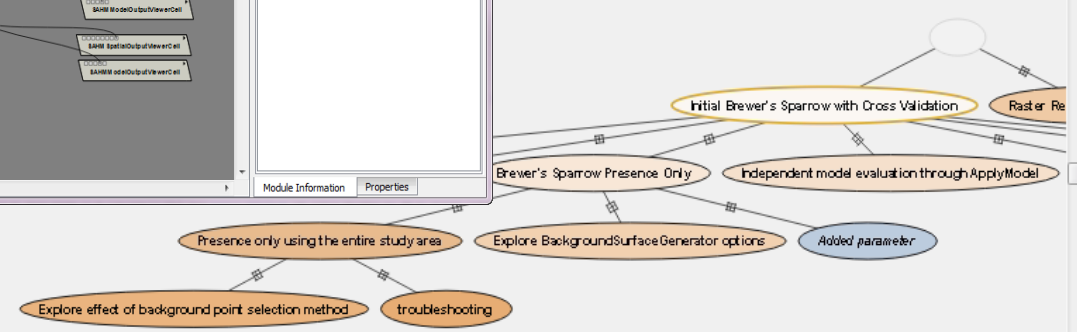 SAHM ModelOutputViewerCell
SAHM SpatialOutputViewerCell
SAHM ModelOutputViewerCell
Initial Brewer's Sparrow with Cross Validation
Raster Re
Brewer's Sparrow Presence Only
Independent model evaluation through ApplyModel
Module Information
Properties
Presence only using the entire study area
Explore BackgroundSurfaceGenerator options
Added parameter
Explore effect of background point selection method
troubleshooting